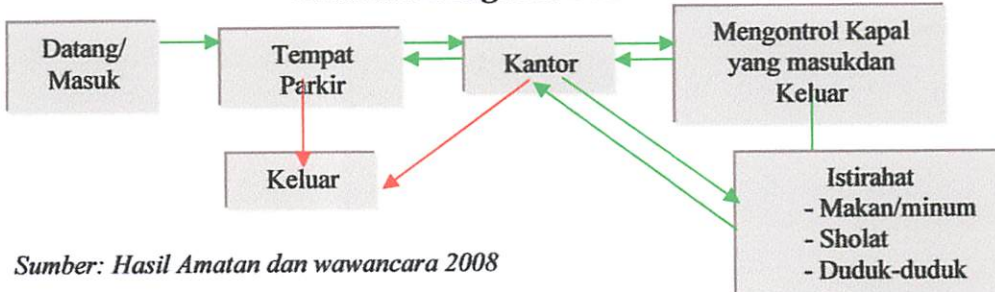 Datang/
Masuk
Tempat
Parkir
Kantor
Mengontrol Kapal
yang masukdan
Keluar
Keluar
Istirahat
- Makan/minum
- Sholat
- Duduk-duduk
Sumber: Hasil Amatan dan wawancara 2008